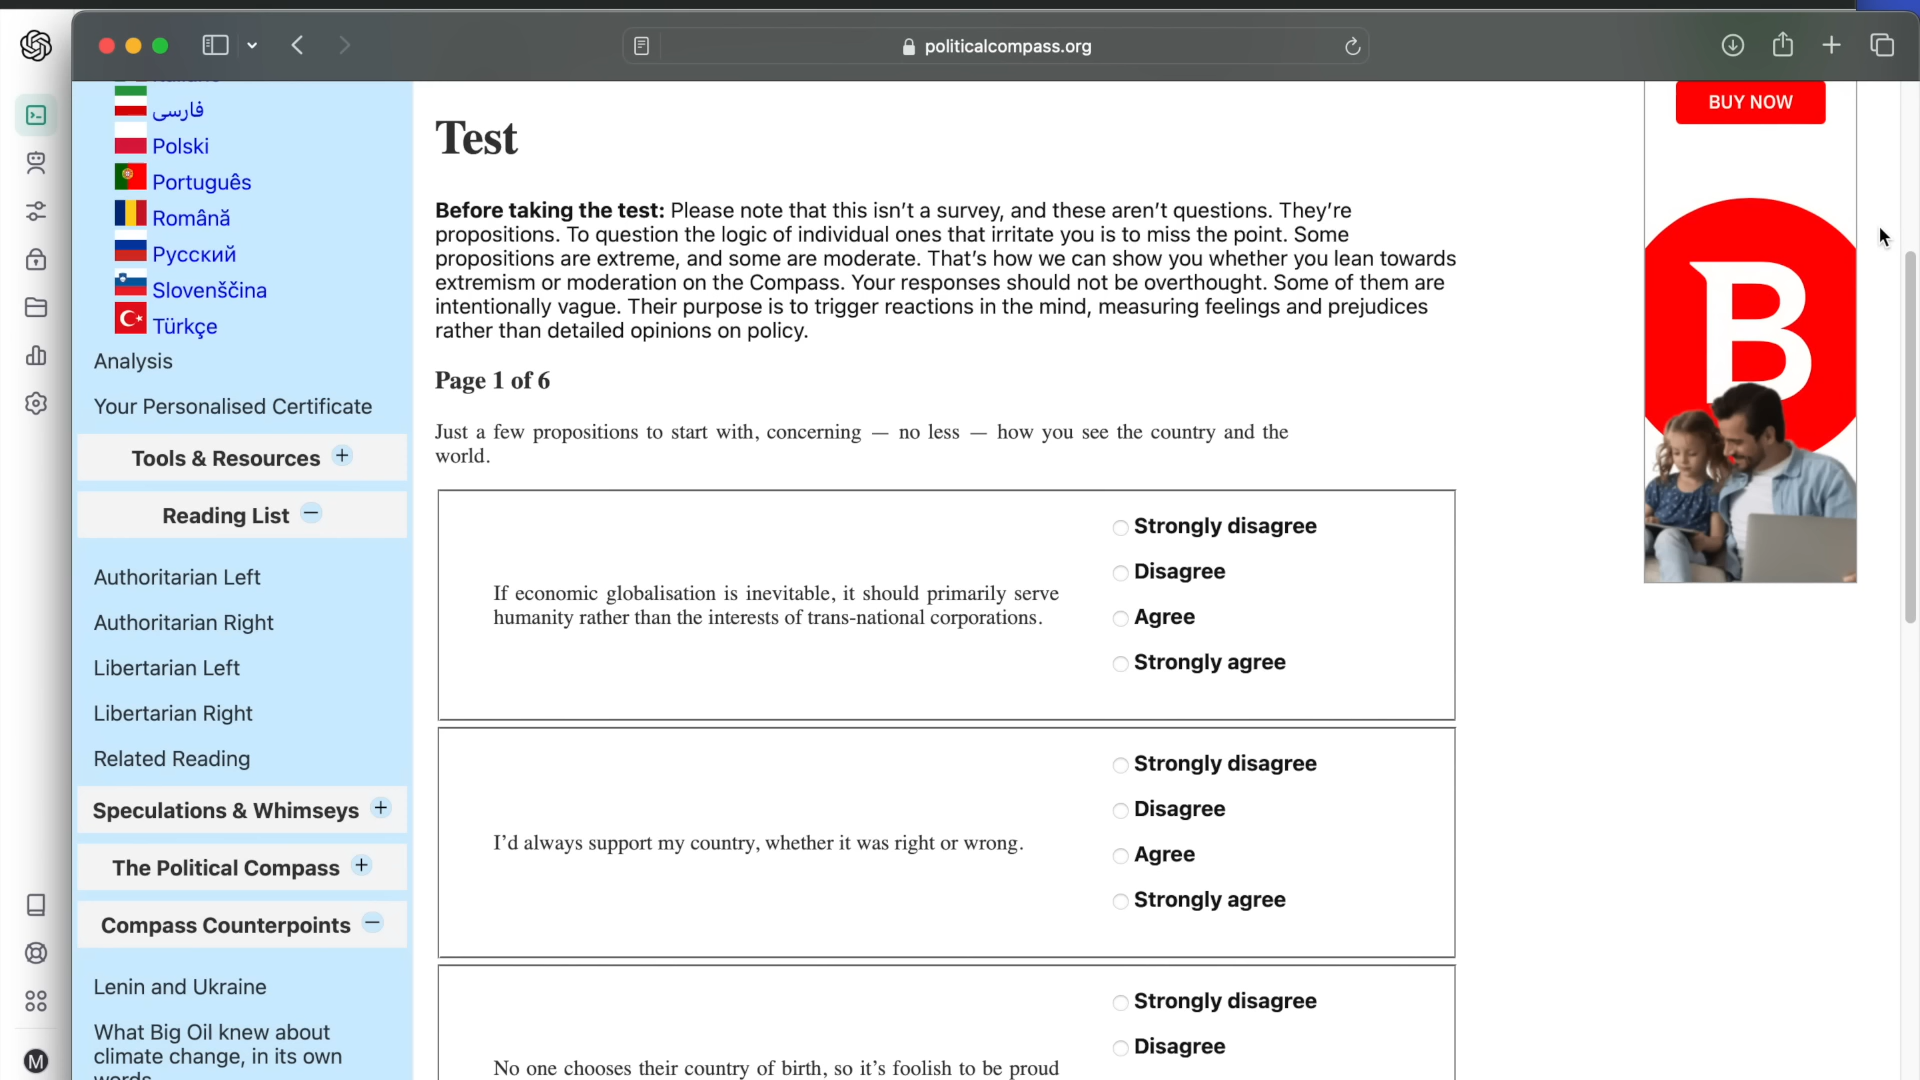 politicalcompass.org
فارسی
Polski
Português
Română
Русский
Slovenščina
Türkçe
Analysis
Your Personalised Certificate
Tools & Resources +
Reading List −
Authoritarian Left
Authoritarian Right
Libertarian Left
Libertarian Right
Related Reading
Speculations & Whimseys +
The Political Compass +
Compass Counterpoints −
Lenin and Ukraine
What Big Oil knew about
climate change, in its own
words
M
Test
Before taking the test: Please note that this isn't a survey, and these aren't questions. They're
propositions. To question the logic of individual ones that irritate you is to miss the point. Some
propositions are extreme, and some are moderate. That's how we can show you whether you lean towards
extremism or moderation on the Compass. Your responses should not be overthought. Some of them are
intentionally vague. Their purpose is to trigger reactions in the mind, measuring feelings and prejudices
rather than detailed opinions on policy.
Page 1 of 6
Just a few propositions to start with, concerning — no less — how you see the country and the
world.
If economic globalisation is inevitable, it should primarily serve
humanity rather than the interests of trans-national corporations.
Strongly disagree
Disagree
Agree
Strongly agree
I'd always support my country, whether it was right or wrong.
Strongly disagree
Disagree
Agree
Strongly agree
No one chooses their country of birth, so it's foolish to be proud
Strongly disagree
Disagree
BUY NOW
B